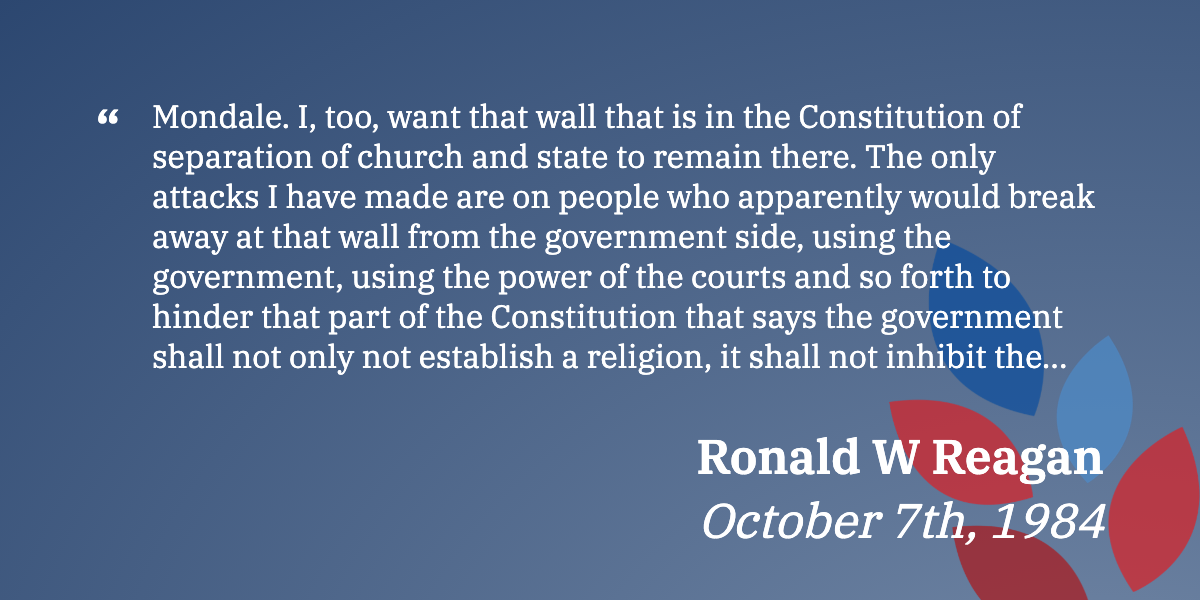 “ Mondale. I, too, want that wall that is in the Constitution of
separation of church and state to remain there. The only
attacks I have made are on people who apparently would break
away at that wall from the government side, using the
government, using the power of the courts and so forth to
hinder that part of the Constitution that says the government
shall not only not establish a religion, it shall not inhibit the...
Ronald W Reagan
October 7th, 1984